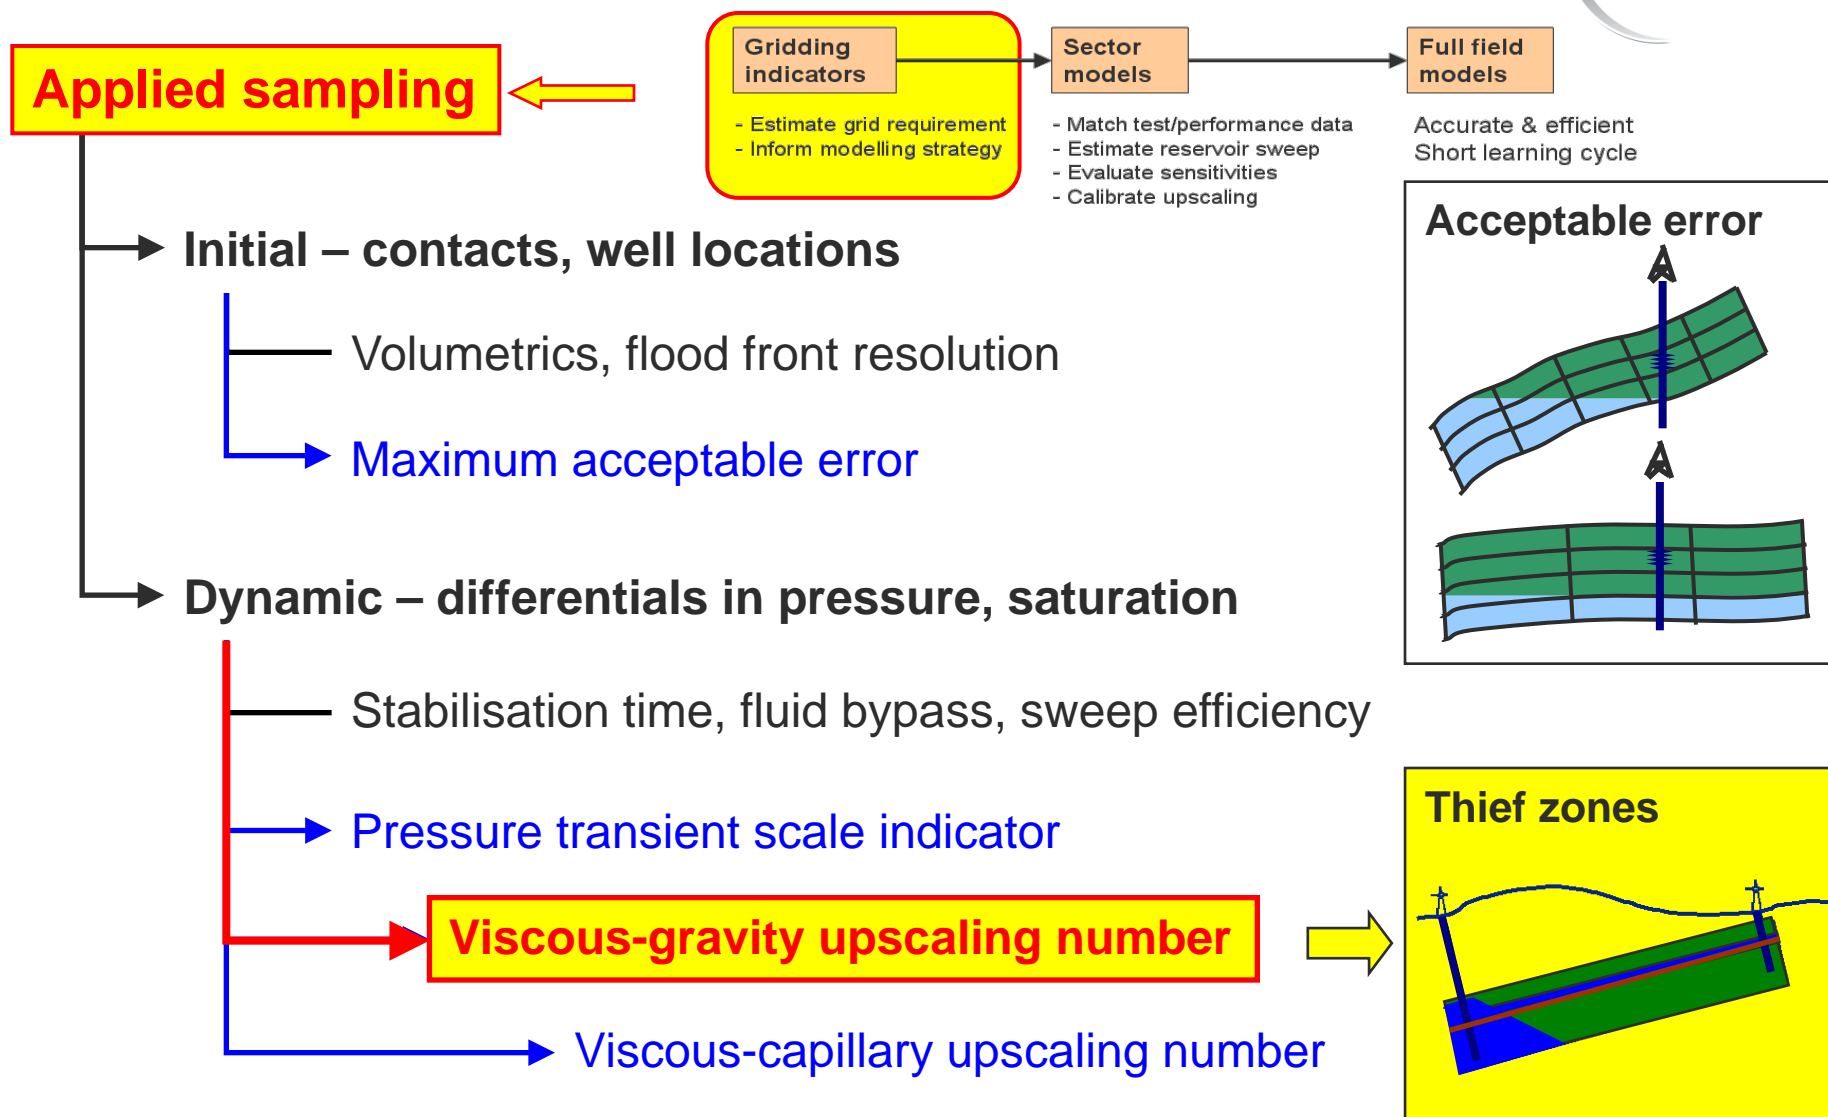 Applied sampling
Gridding
indicators
- Estimate grid requirement
- Inform modelling strategy
Sector
models
- Match test/performance data
- Estimate reservoir sweep
- Evaluate sensitivities
- Calibrate upscaling
Full field
models
Accurate & efficient
Short learning cycle
Initial – contacts, well locations
Volumetrics, flood front resolution
Maximum acceptable error
Acceptable error
Dynamic – differentials in pressure, saturation
Stabilisation time, fluid bypass, sweep efficiency
Pressure transient scale indicator
Viscous-gravity upscaling number
Viscous-capillary upscaling number
Thief zones